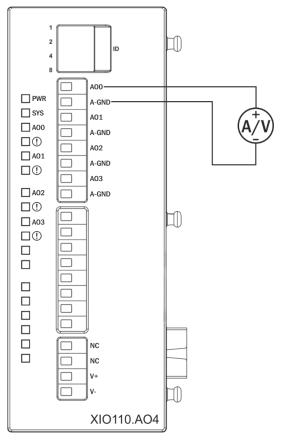 1
2
4
8
ID
AO0
A-GND
AO1
A-GND
AO2
A-GND
AO3
A-GND
PWR
SYS
AO0
!
AO1
!
AO2
!
AO3
!
+
A/V
−
NC
NC
V+
V-
XIO110.AO4